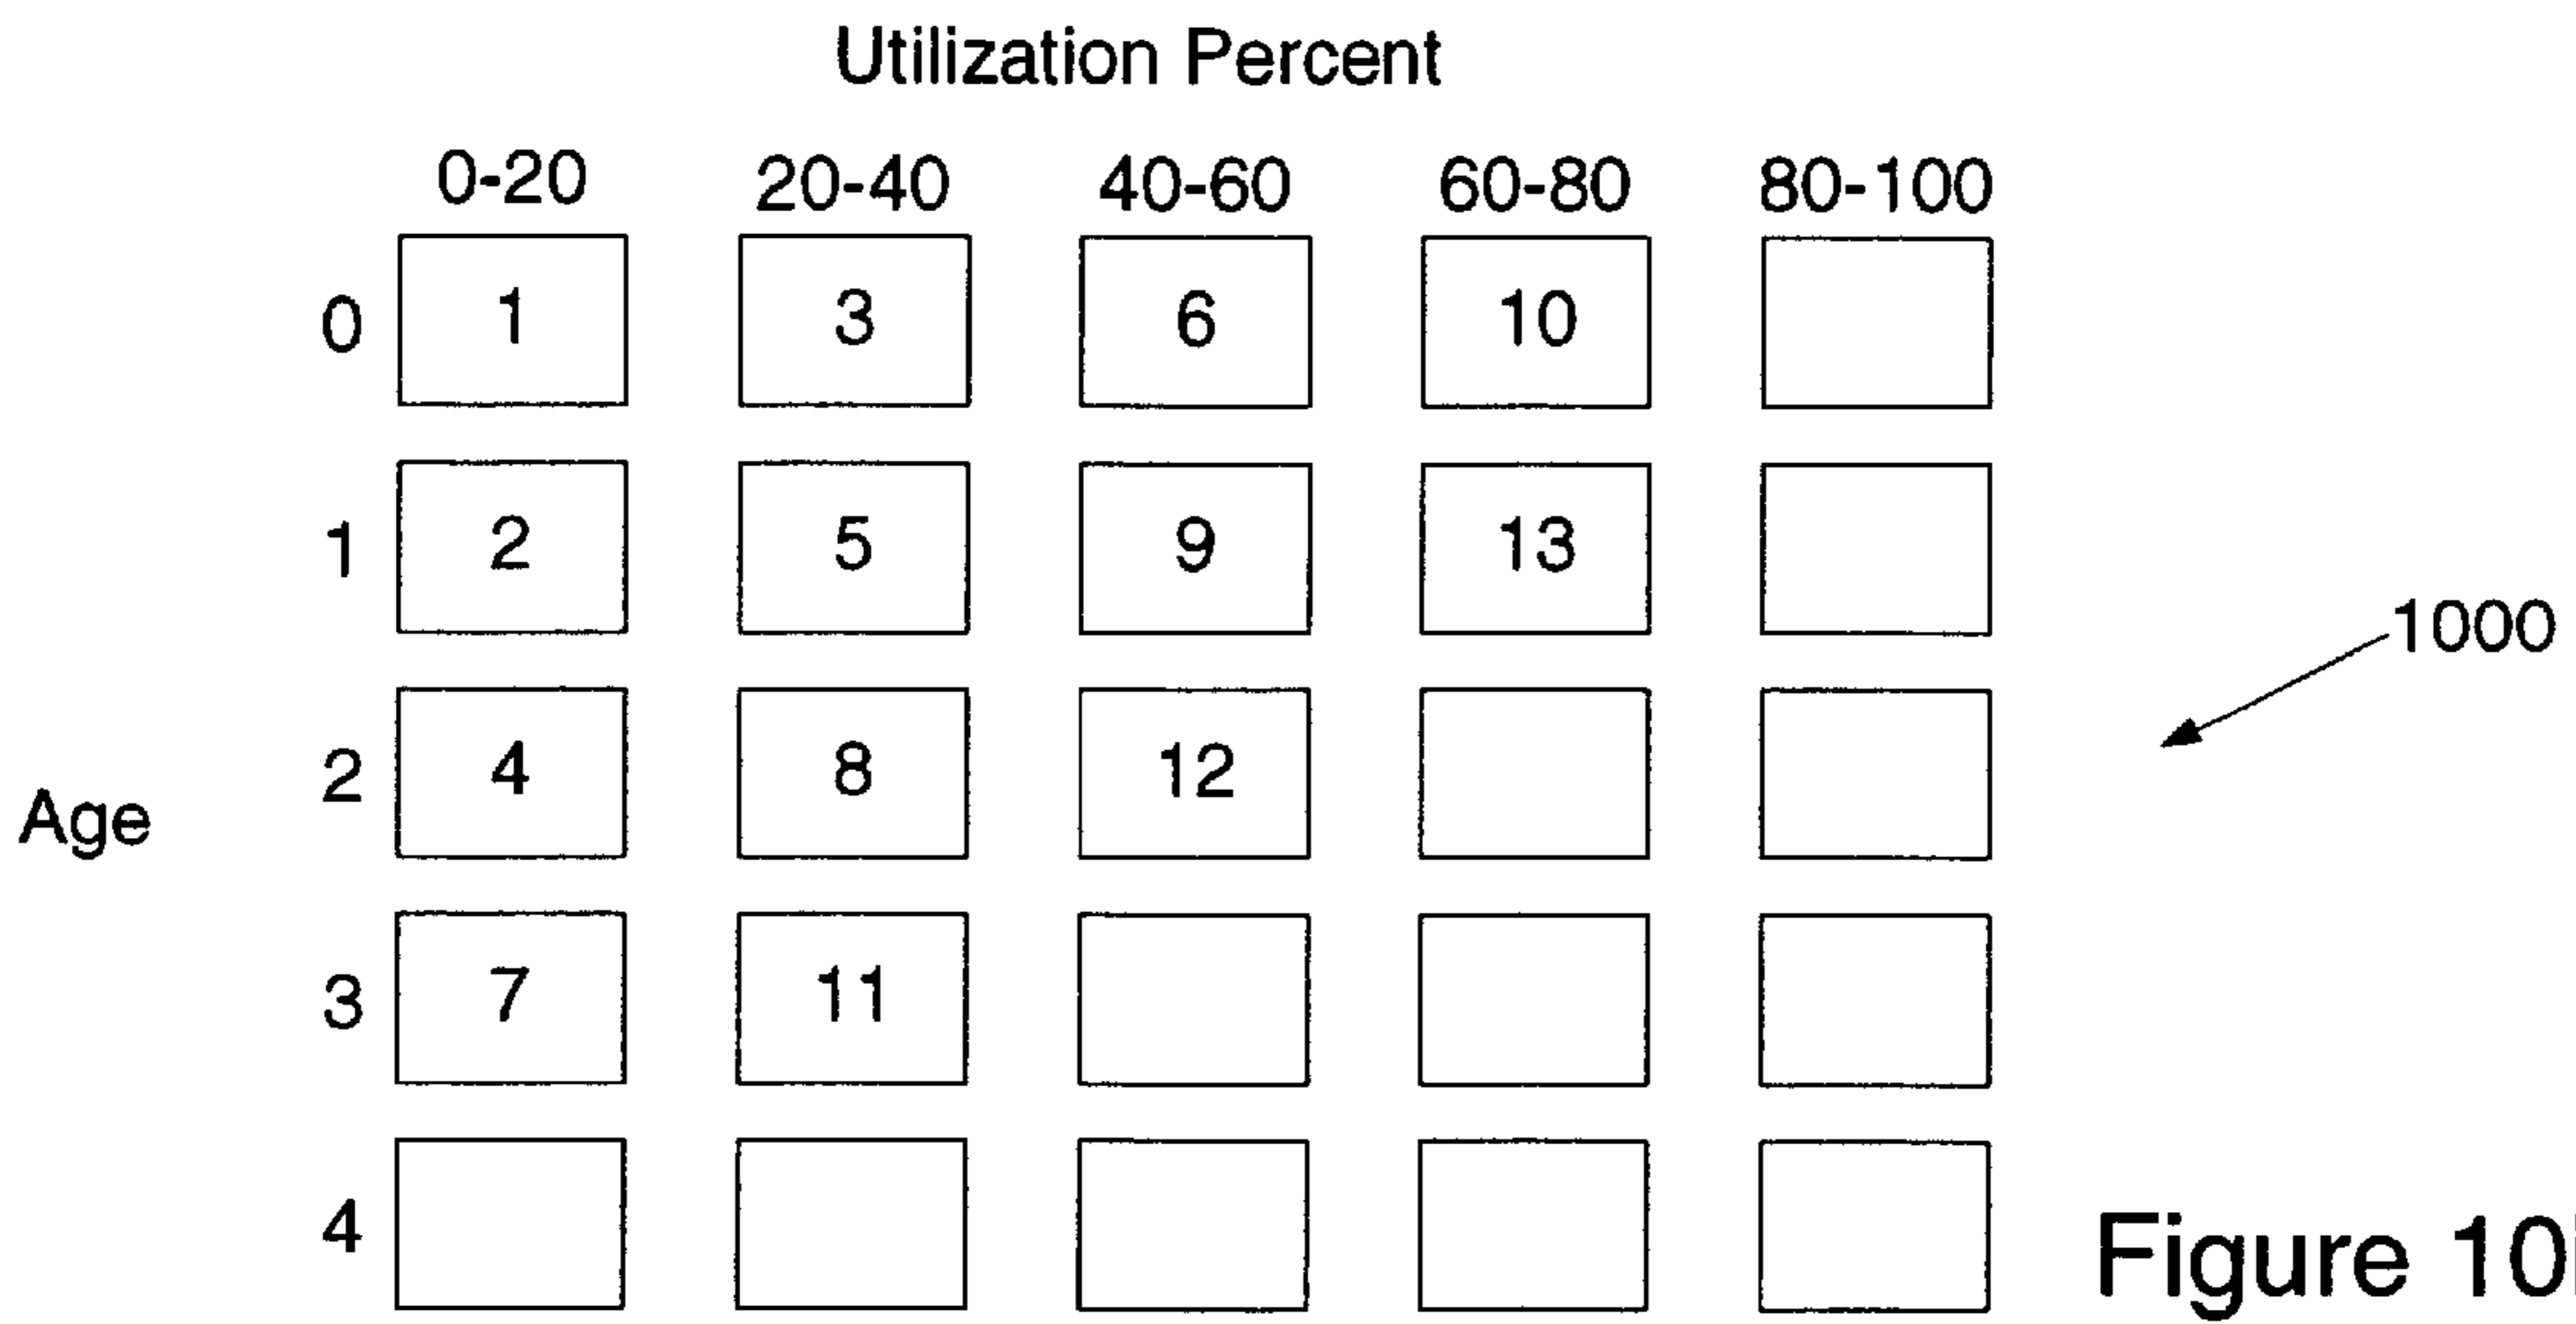 Utilization Percent
0-20 20-40 40-60 60-80 80-100
0 1 3 6 10
1 2 5 9 13
1000
2 4 8 12
Age
3 7 11
4
Figure 10i